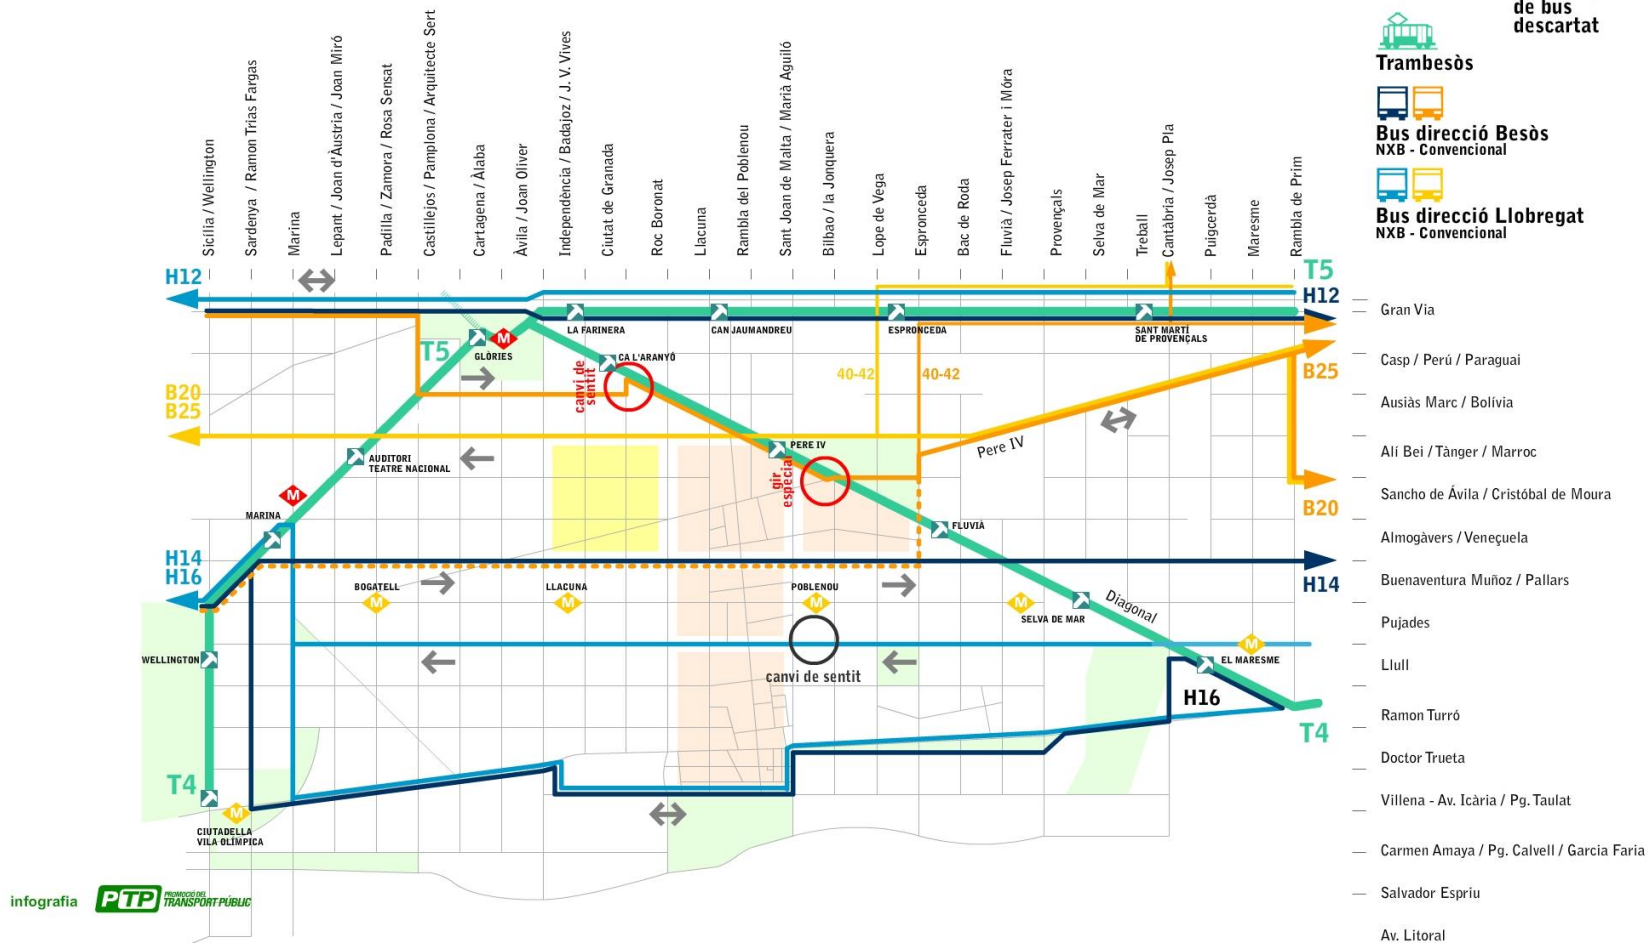 de bus
descartat
Trambesòs
Bus direcció Besòs
NXB - Convencional
Bus direcció Llobregat
NXB - Convencional
Sicília / Wellington
Sardenya / Ramon Trias Fargas
Marina
Lepant / Joan d'Àustria / Joan Miró
Padilla / Zamora / Rosa Sensat
Castillejos / Pamplona / Arquitecte Sert
Cartagena / Àlaba
Àvila / Joan Oliver
Independència / Badajoz / J. V. Vives
Ciutat de Granada
Roc Boronat
Llacuna
Rambla del Poblenou
Sant Joan de Malta / Marià Aguiló
Bilbao / la Jonquera
Lope de Vega
Espronceda
Bac de Roda
Fluvià / Josep Ferrater i Móra
Provençals
Selva de Mar
Treball
Cantàbria / Josep Pla
Puigcerdà
Maresme
Rambla de Prim
H12
T5
H12
LA FARINERA
CAN JAUMANDREU
ESPRONCEDA
SANT MARTÍ
DE PROVENÇALS
T5
GLÒRIES
M
CA L'ARANYÓ
canvi de
sentit
40-42
40-42
B25
B20
B25
Pere IV
PERE IV
AUDITORI
TEATRE NACIONAL
gir
especial
M
MARINA
B20
FLUVIÀ
H14
H16
H14
BOGATELL
M
LLACUNA
M
POBLENOU
M
M
SELVA DE MAR
Diagonal
WELLINGTON
M
EL MARESME
canvi de sentit
H16
T4
T4
M
CIUTADELLA
VILA OLÍMPICA
Gran Via
Casp / Perú / Paraguai
Ausiàs Marc / Bolívia
Alí Bei / Tànger / Marroc
Sancho de Ávila / Cristóbal de Moura
Almogàvers / Veneçuela
Buenaventura Muñoz / Pallars
Pujades
Llull
Ramon Turró
Doctor Trueta
Villena - Av. Icària / Pg. Taulat
Carmen Amaya / Pg. Calvell / Garcia Faria
Salvador Espriu
Av. Litoral
infografia
PTP
PROMOCIÓ DEL
TRANSPORT PÚBLIC